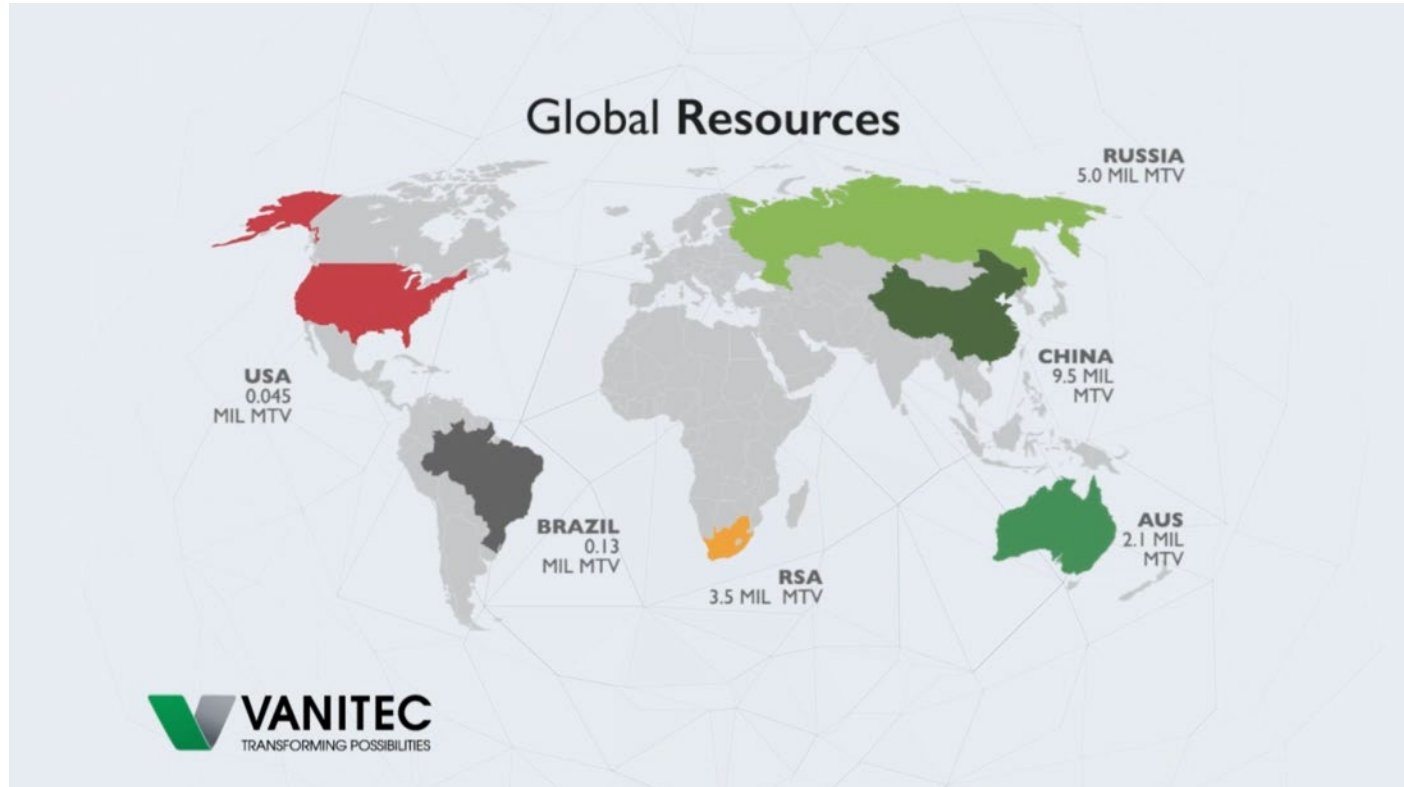 Global Resources
RUSSIA
5.0 MIL MTV
USA
0.045
MIL MTV
CHINA
9.5 MIL
MTV
BRAZIL
0.13
MIL MTV
RSA
3.5 MIL MTV
AUS
2.1 MIL
MTV
VANITEC
TRANSFORMING POSSIBILITIES